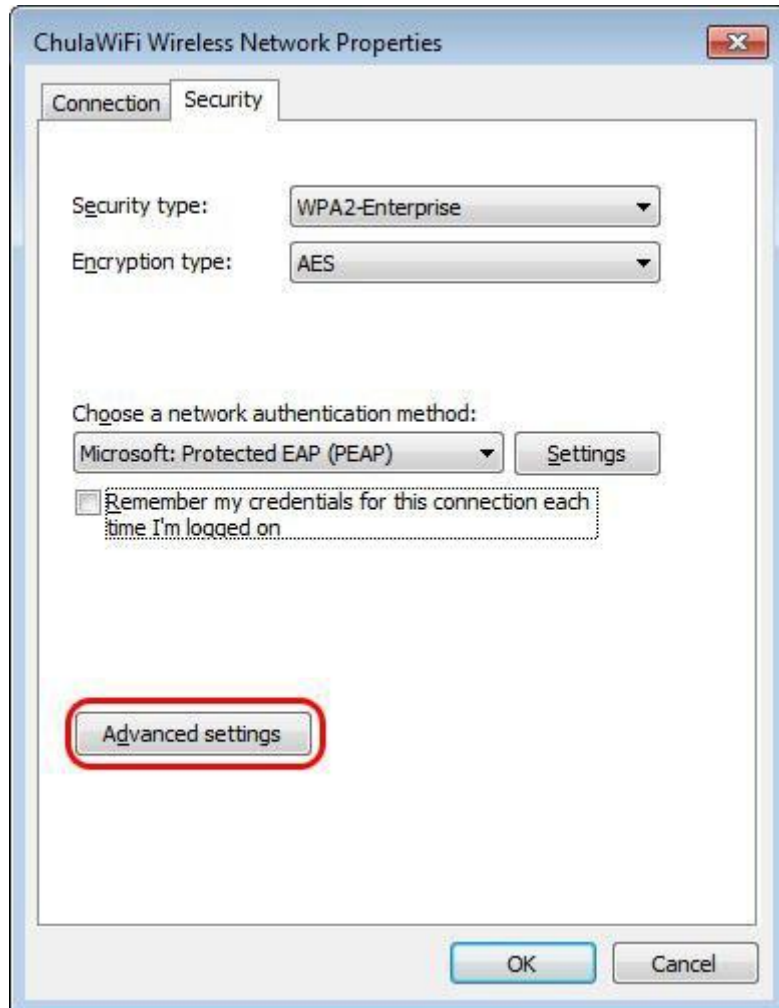 ChulaWiFi Wireless Network Properties
Connection Security
Security type: WPA2-Enterprise
Encryption type: AES
Choose a network authentication method:
Microsoft: Protected EAP (PEAP) Settings
Remember my credentials for this connection each
time I'm logged on
Advanced settings
OK Cancel